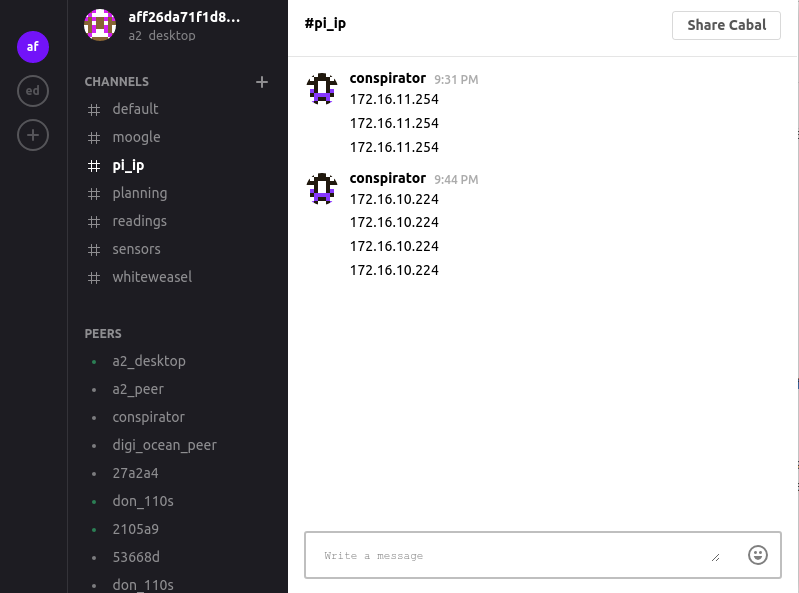 af
ed
aff26da71f1d8...
a2_desktop
CHANNELS
default
moogle
pi_ip
planning
readings
sensors
whiteweasel
PEERS
a2_desktop
a2_peer
conspirator
digi_ocean_peer
27a2a4
don_110s
2105a9
53668d
don_110s
#pi_ip
Share Cabal
conspirator 9:31 PM
172.16.11.254
172.16.11.254
172.16.11.254
conspirator 9:44 PM
172.16.10.224
172.16.10.224
172.16.10.224
172.16.10.224
Write a message